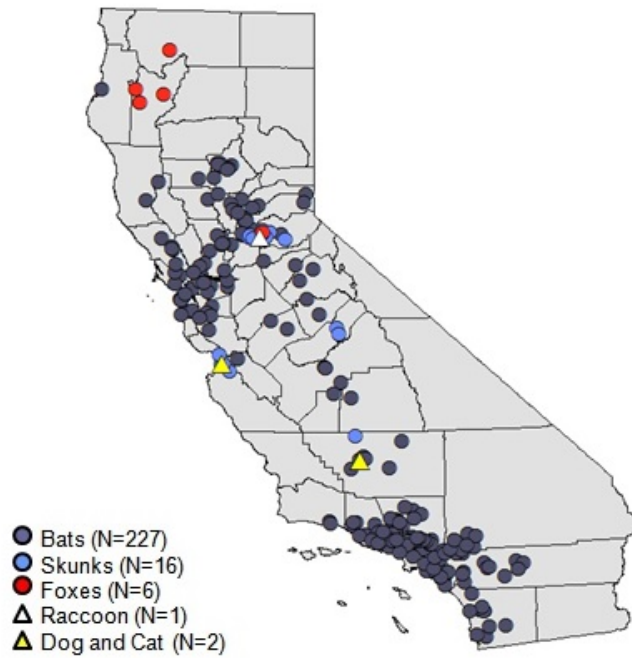 Bats (N=227)
Skunks (N=16)
Foxes (N=6)
Raccoon (N=1)
Dog and Cat (N=2)